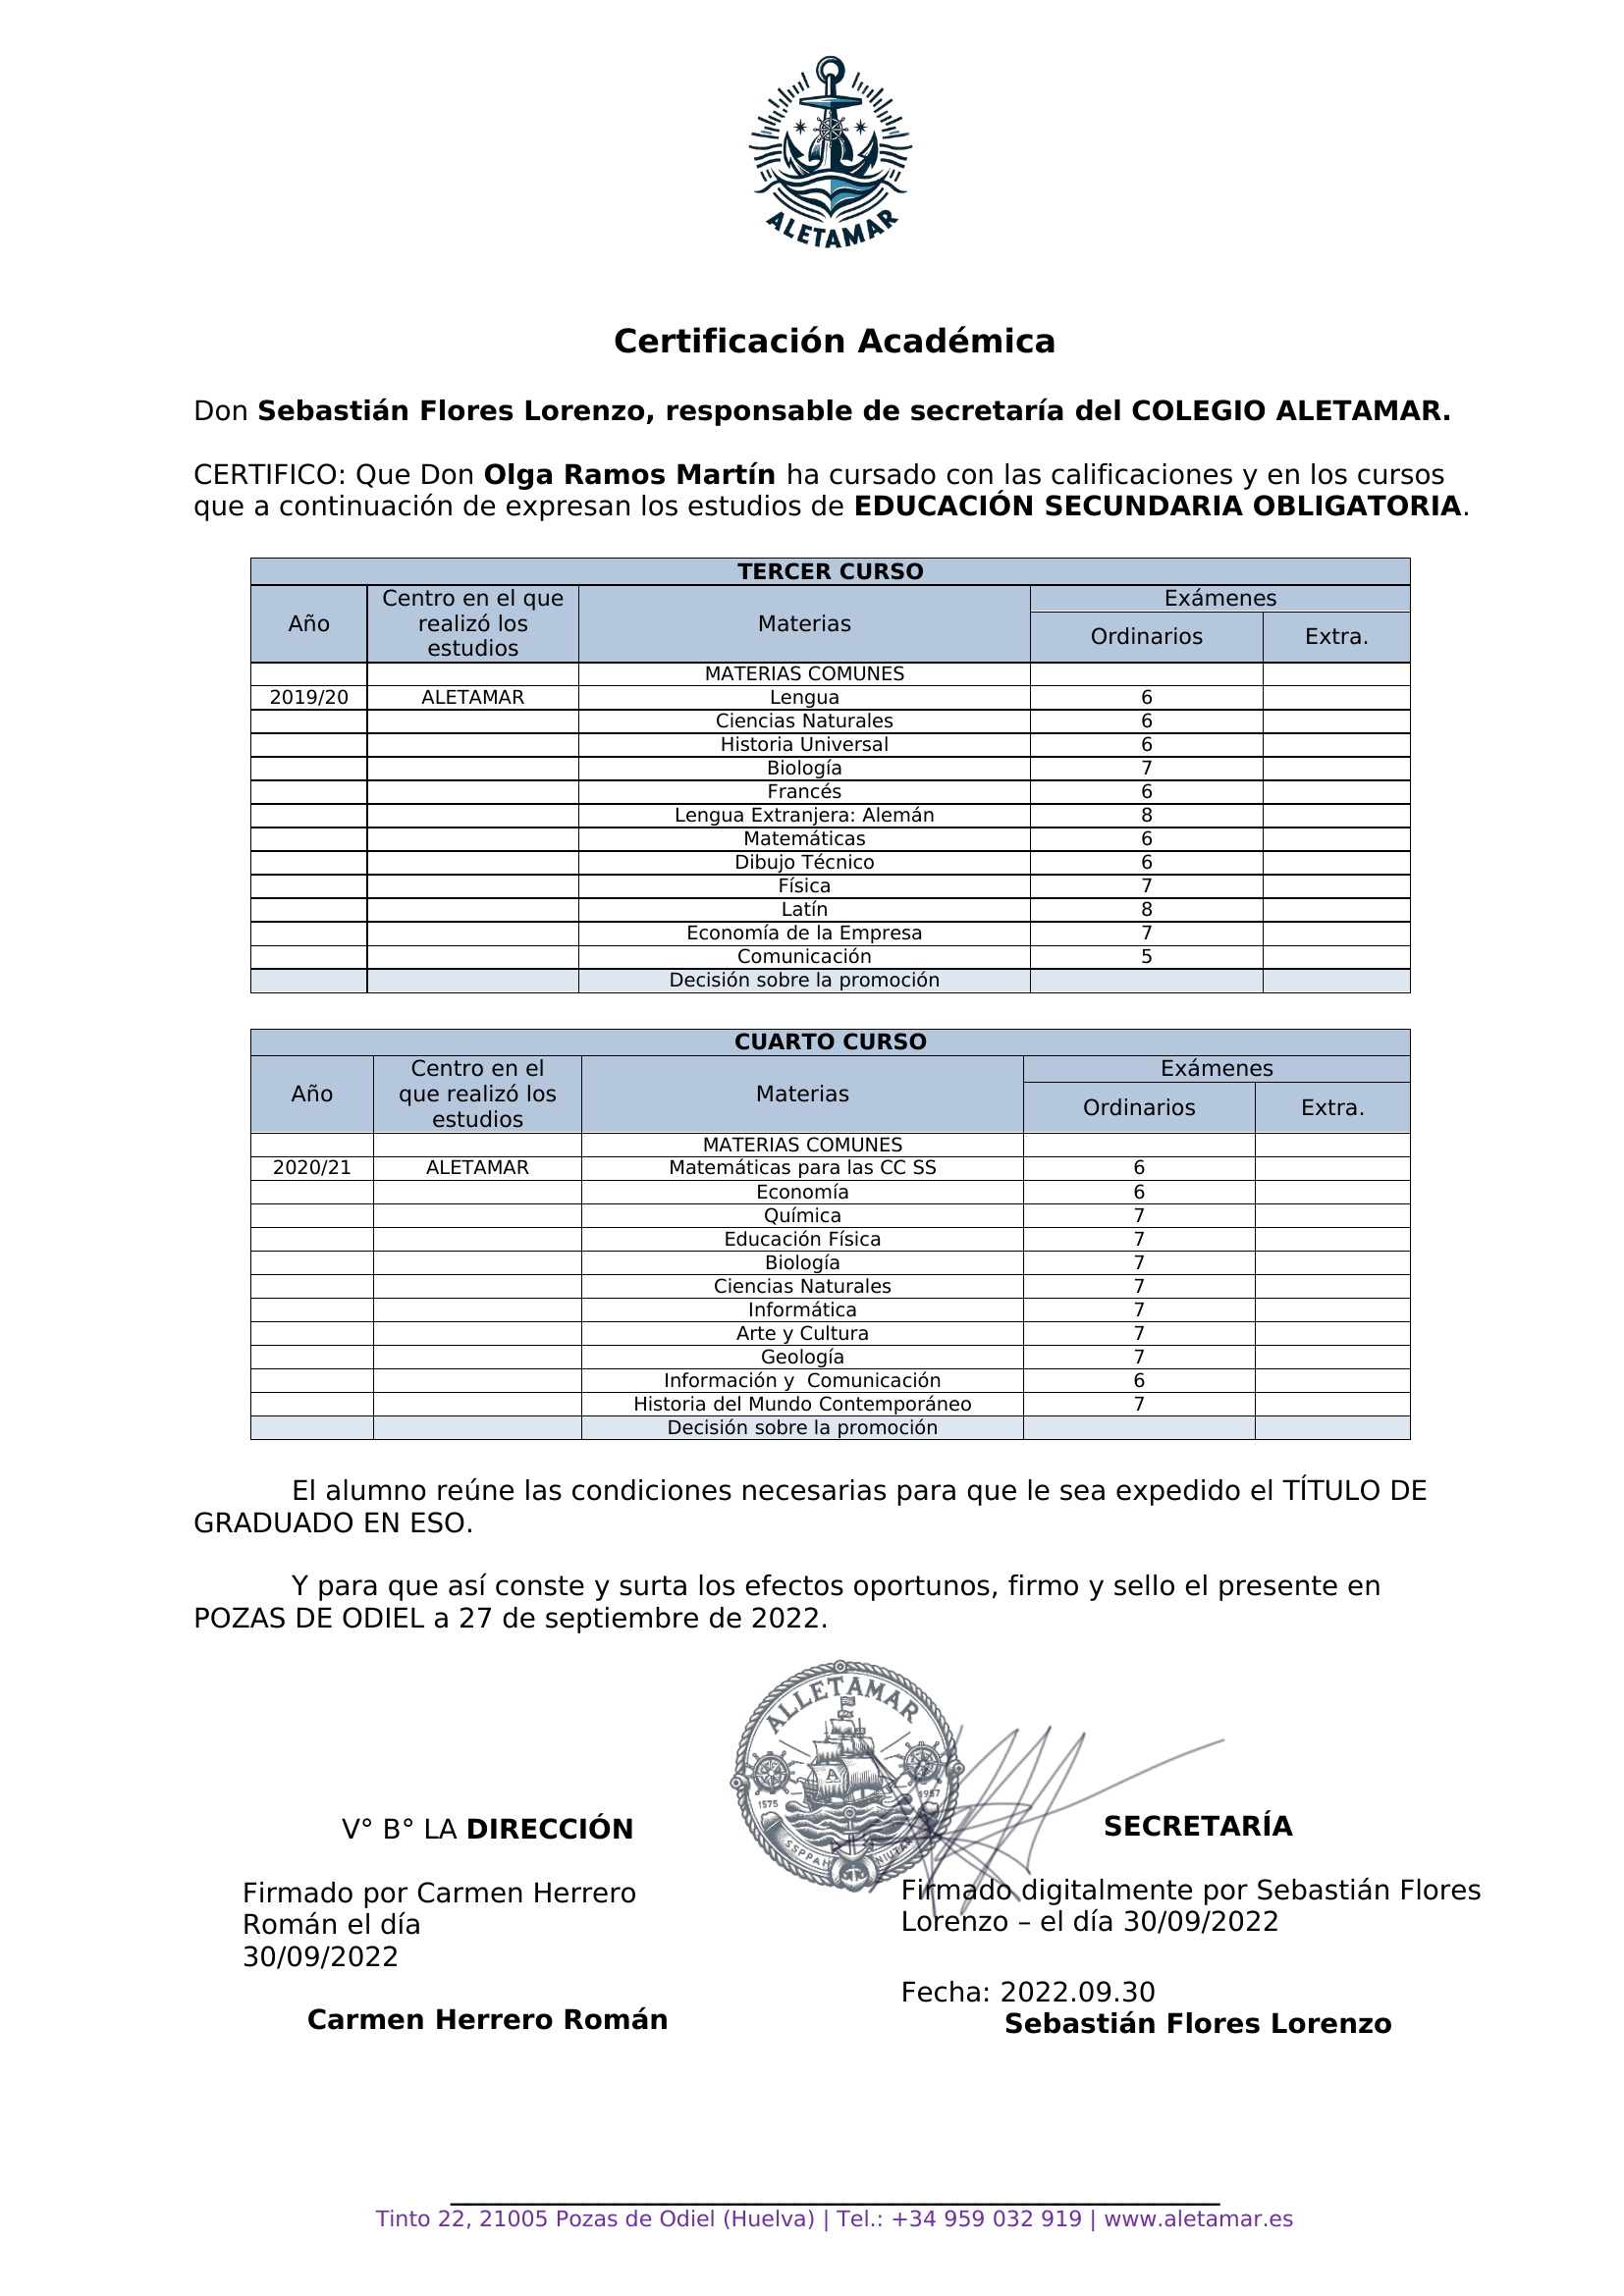 ALETAMAR
Certificación Académica
Don Sebastián Flores Lorenzo, responsable de secretaría del COLEGIO ALETAMAR.
CERTIFICO: Que Don Olga Ramos Martín ha cursado con las calificaciones y en los cursos
que a continuación de expresan los estudios de EDUCACIÓN SECUNDARIA OBLIGATORIA.
TERCER CURSO
Año
Centro en el que
realizó los
estudios
Materias
Exámenes
Ordinarios
Extra.
MATERIAS COMUNES
2019/20 ALETAMAR Lengua 6
Ciencias Naturales 6
Historia Universal 6
Biología 7
Francés 6
Lengua Extranjera: Alemán 8
Matemáticas 6
Dibujo Técnico 6
Física 7
Latín 8
Economía de la Empresa 7
Comunicación 5
Decisión sobre la promoción
CUARTO CURSO
Año
Centro en el
que realizó los
estudios
Materias
Exámenes
Ordinarios
Extra.
MATERIAS COMUNES
2020/21 ALETAMAR Matemáticas para las CC SS 6
Economía 6
Química 7
Educación Física 7
Biología 7
Ciencias Naturales 7
Informática 7
Arte y Cultura 7
Geología 7
Información y  Comunicación 6
Historia del Mundo Contemporáneo 7
Decisión sobre la promoción
El alumno reúne las condiciones necesarias para que le sea expedido el TÍTULO DE
GRADUADO EN ESO.
Y para que así conste y surta los efectos oportunos, firmo y sello el presente en
POZAS DE ODIEL a 27 de septiembre de 2022.
ALLETAMAR
A
1575 1957
V° B° LA DIRECCIÓN
Firmado por Carmen Herrero
Román el día
30/09/2022
Carmen Herrero Román
SECRETARÍA
Firmado digitalmente por Sebastián Flores
Lorenzo – el día 30/09/2022
Fecha: 2022.09.30
Sebastián Flores Lorenzo
Tinto 22, 21005 Pozas de Odiel (Huelva) | Tel.: +34 959 032 919 | www.aletamar.es